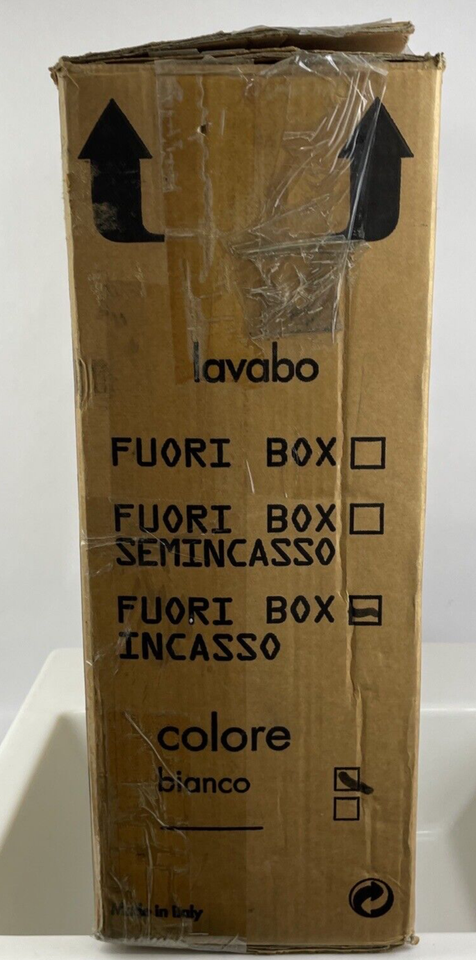 lavabo
FUORI BOX
FUORI BOX
SEMINCASSO
FUORI BOX
INCASSO
colore
bianco
Made in Italy